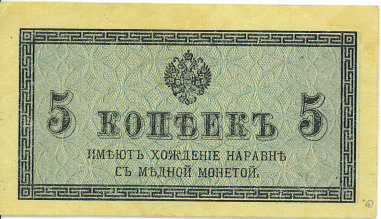 5 КОПѢЕКЪ 5
ИМѢЮТЪ ХОЖДЕНІЕ НАРАВНѢ
СЪ МѢДНОЙ МОНЕТОЙ.